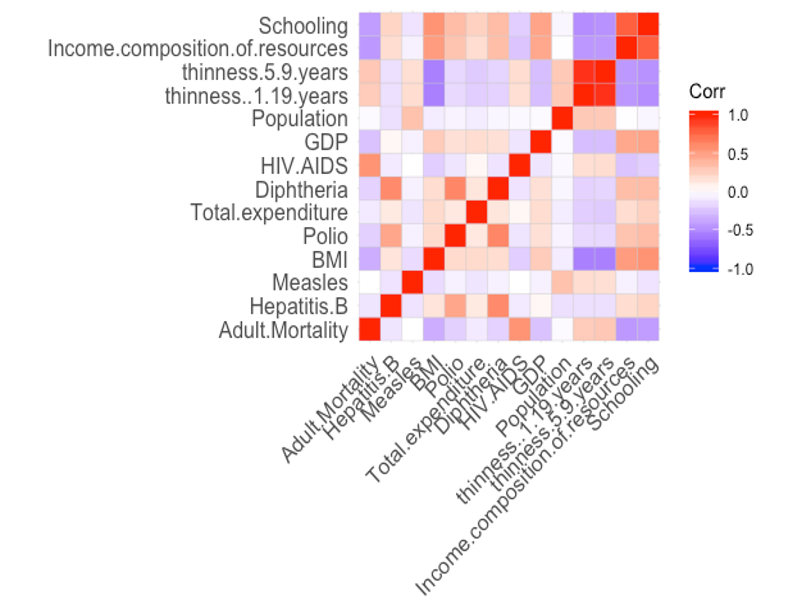 Schooling
Income.composition.of.resources
thinness.5.9.years
thinness..1.19.years
Population
GDP
HIV.AIDS
Diphtheria
Total.expenditure
Polio
BMI
Measles
Hepatitis.B
Adult.Mortality
Adult.Mortality
Hepatitis.B
Measles
BMI
Polio
Total.expenditure
Diphtheria
HIV.AIDS
GDP
Population
thinness..1.19.years
thinness.5.9.years
Income.composition.of.resources
Schooling
Corr
1.0
0.5
0.0
-0.5
-1.0